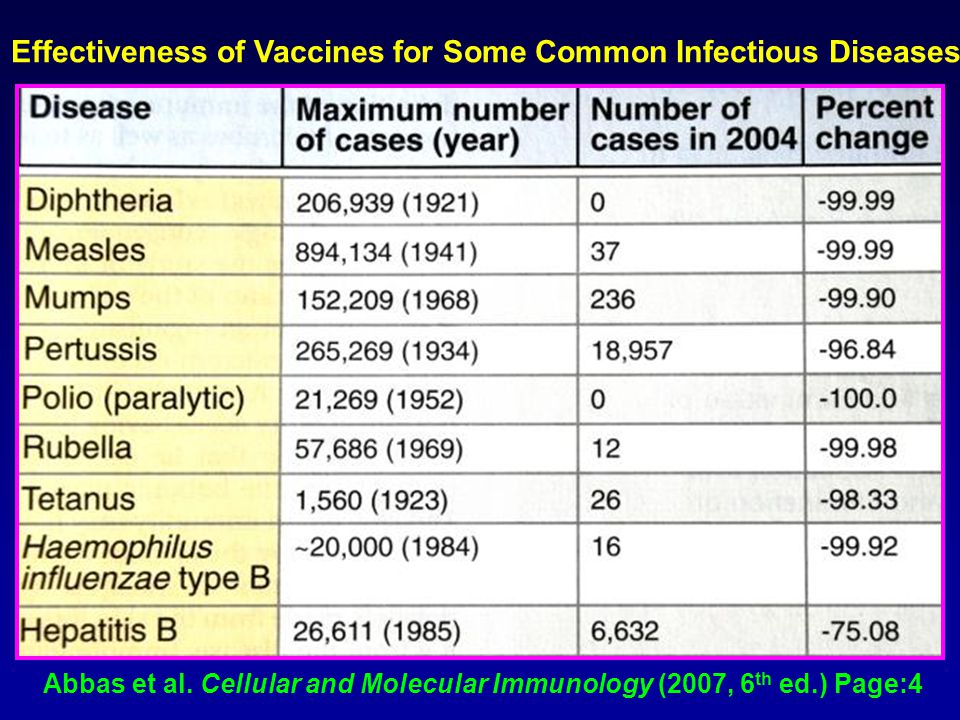 Effectiveness of Vaccines for Some Common Infectious Diseases
Disease Maximum number of cases (year) Number of cases in 2004 Percent change
Diphtheria 206,939 (1921) 0 -99.99
Measles 894,134 (1941) 37 -99.99
Mumps 152,209 (1968) 236 -99.90
Pertussis 265,269 (1934) 18,957 -96.84
Polio (paralytic) 21,269 (1952) 0 -100.0
Rubella 57,686 (1969) 12 -99.98
Tetanus 1,560 (1923) 26 -98.33
Haemophilus influenzae type B ~20,000 (1984) 16 -99.92
Hepatitis B 26,611 (1985) 6,632 -75.08
Abbas et al. Cellular and Molecular Immunology (2007, 6th ed.) Page:4